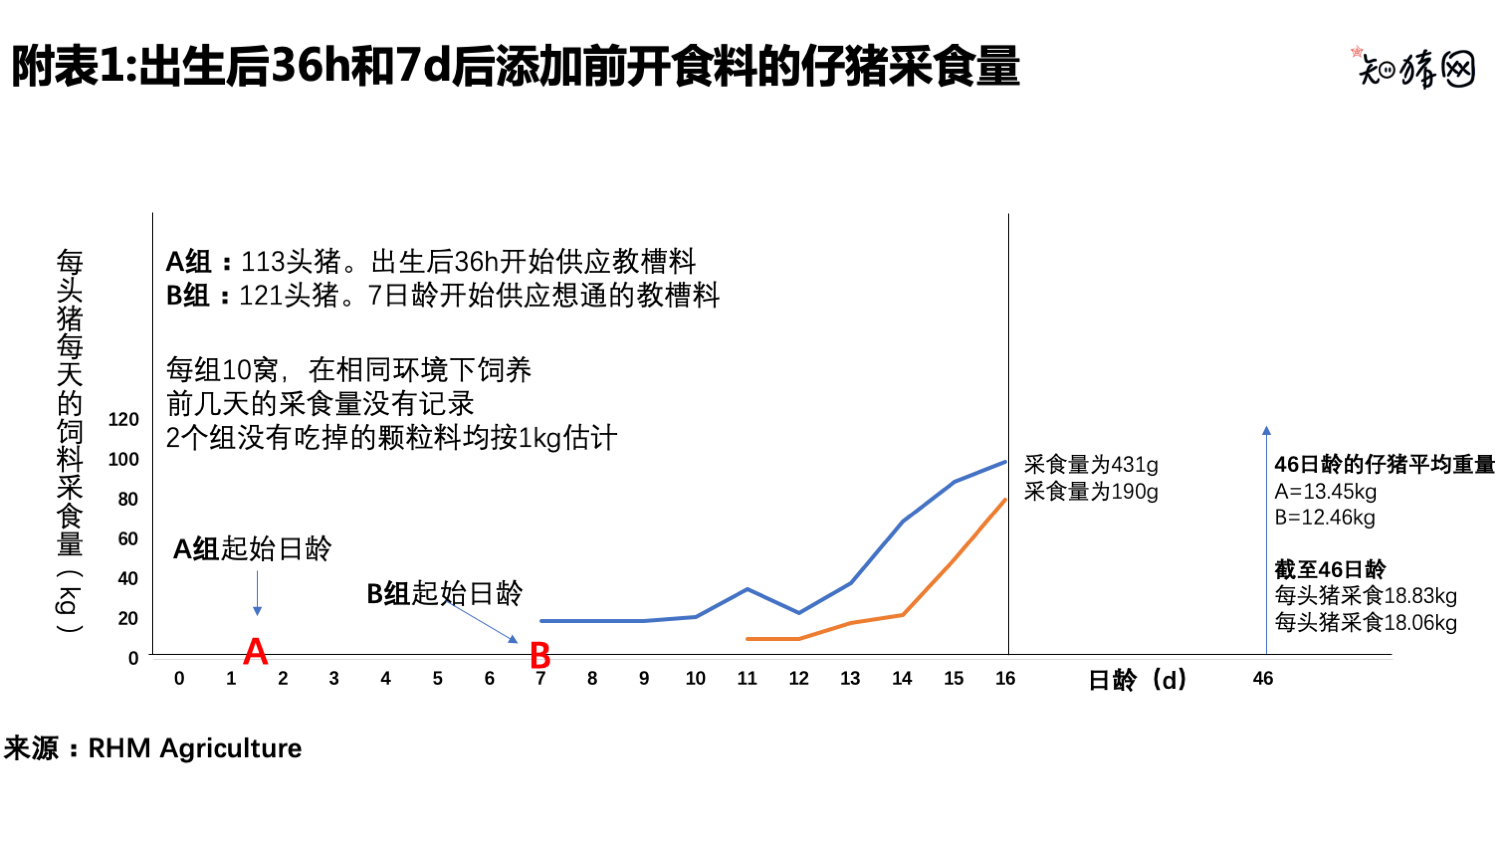 附表1:出生后36h和7d后添加前开食料的仔猪采食量
知猪网
每头猪每天的饲料采食量（kg）
A组：113头猪。出生后36h开始供应教槽料
B组：121头猪。7日龄开始供应想通的教槽料
每组10窝，在相同环境下饲养
前几天的采食量没有记录
2个组没有吃掉的颗粒料均按1kg估计
120
100
80
60
40
20
0
A组起始日龄
B组起始日龄
A
B
采食量为431g
采食量为190g
46日龄的仔猪平均重量
A=13.45kg
B=12.46kg
截至46日龄
每头猪采食18.83kg
每头猪采食18.06kg
0 1 2 3 4 5 6 7 8 9 10 11 12 13 14 15 16 日龄（d） 46
来源：RHM Agriculture